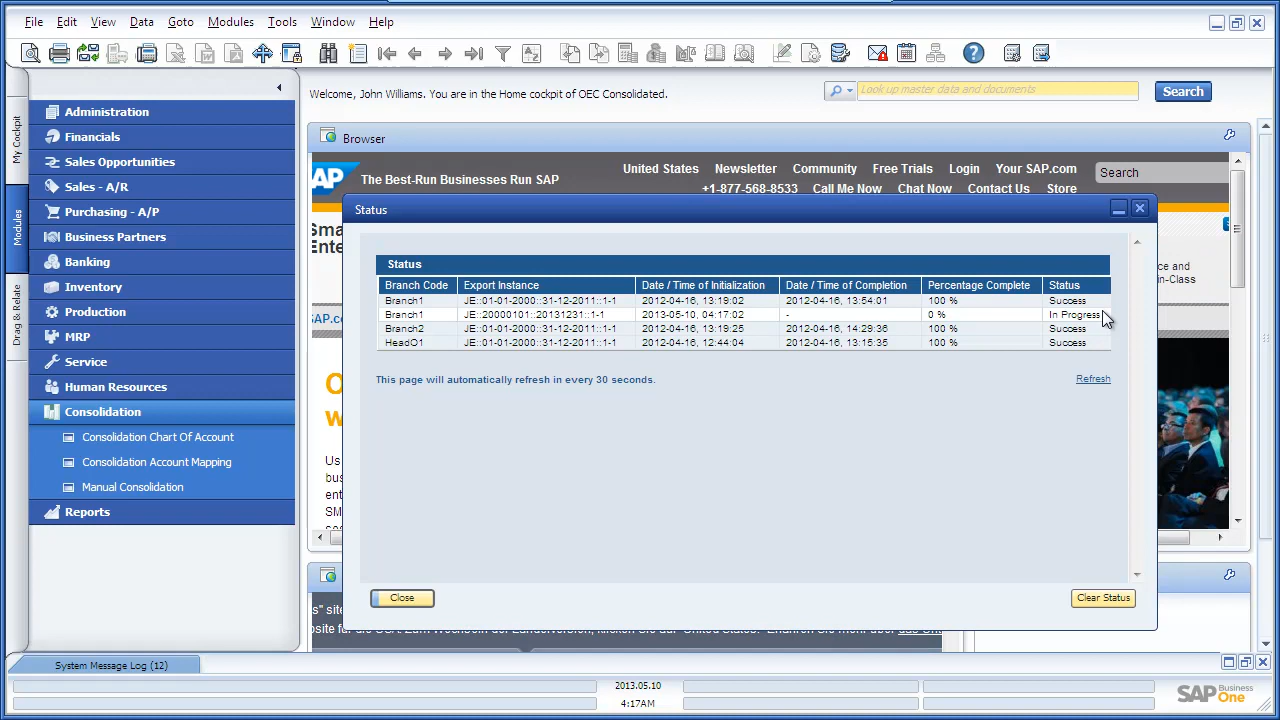 File Edit View Data Goto Modules Tools Window Help
Welcome, John Williams. You are in the Home cockpit of OEC Consolidated.
Look up master data and documents
Search
My Cockpit
Modules
Drag & Relate
Administration
Financials
Sales Opportunities
Sales - A/R
Purchasing - A/P
Business Partners
Banking
Inventory
Production
MRP
Service
Human Resources
Consolidation
Consolidation Chart Of Account
Consolidation Account Mapping
Manual Consolidation
Reports
Browser
SAP The Best-Run Businesses Run SAP
United States Newsletter Community Free Trials Login Your SAP.com Search
+1-877-568-8533 Call Me Now Chat Now Contact Us Store
Status
Status
Branch Code Export Instance Date / Time of Initialization Date / Time of Completion Percentage Complete Status
Branch1 JE::01-01-2000::31-12-2011::1-1 2012-04-16, 13:19:02 2012-04-16, 13:54:01 100 % Success
Branch1 JE::20000101::20131231::1-1 2013-05-10, 04:17:02 - 0 % In Progress
Branch2 JE::01-01-2000::31-12-2011::1-1 2012-04-16, 13:19:25 2012-04-16, 14:29:36 100 % Success
HeadO1 JE::01-01-2000::31-12-2011::1-1 2012-04-16, 12:44:04 2012-04-16, 13:15:35 100 % Success
This page will automatically refresh in every 30 seconds. Refresh
Close Clear Status
and
in-Class
System Message Log (12)
2013.05.10
4:17AM
SAP Business One